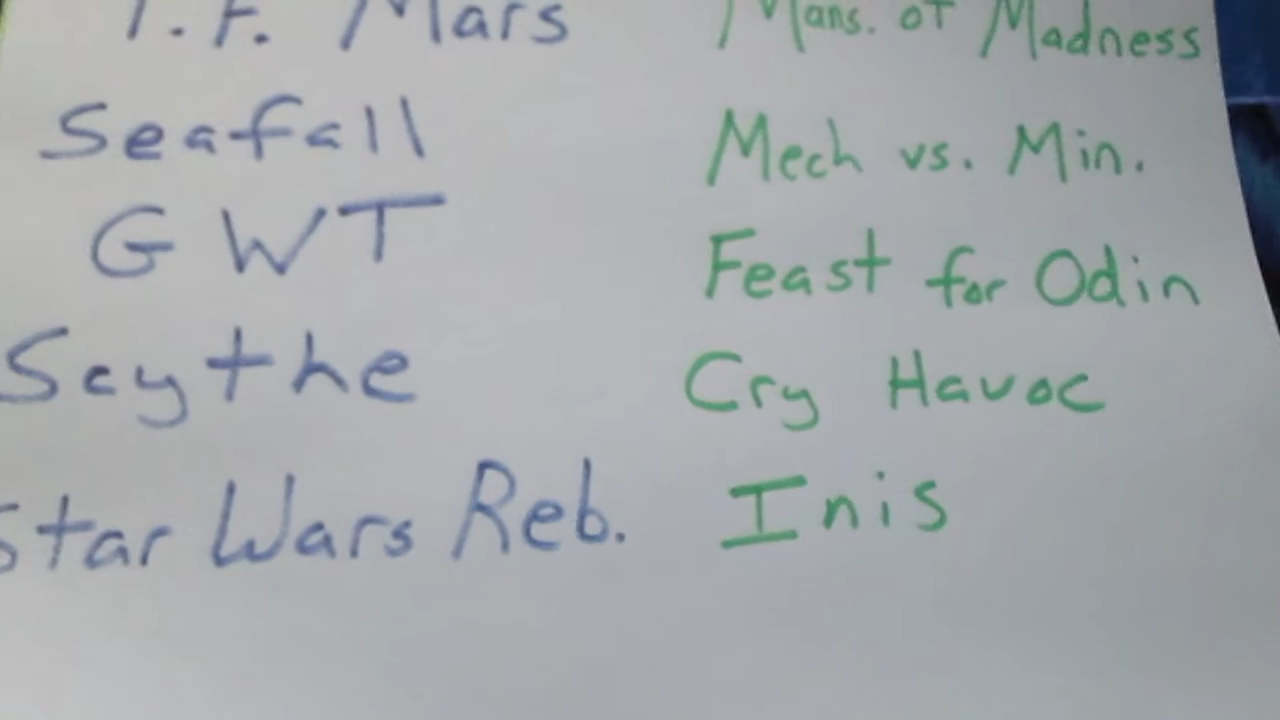 T. F. Mars
Seafall
GWT
Scythe
Star Wars Reb.
Mans. of Madness
Mech vs. Min.
Feast for Odin
Cry Havoc
Inis